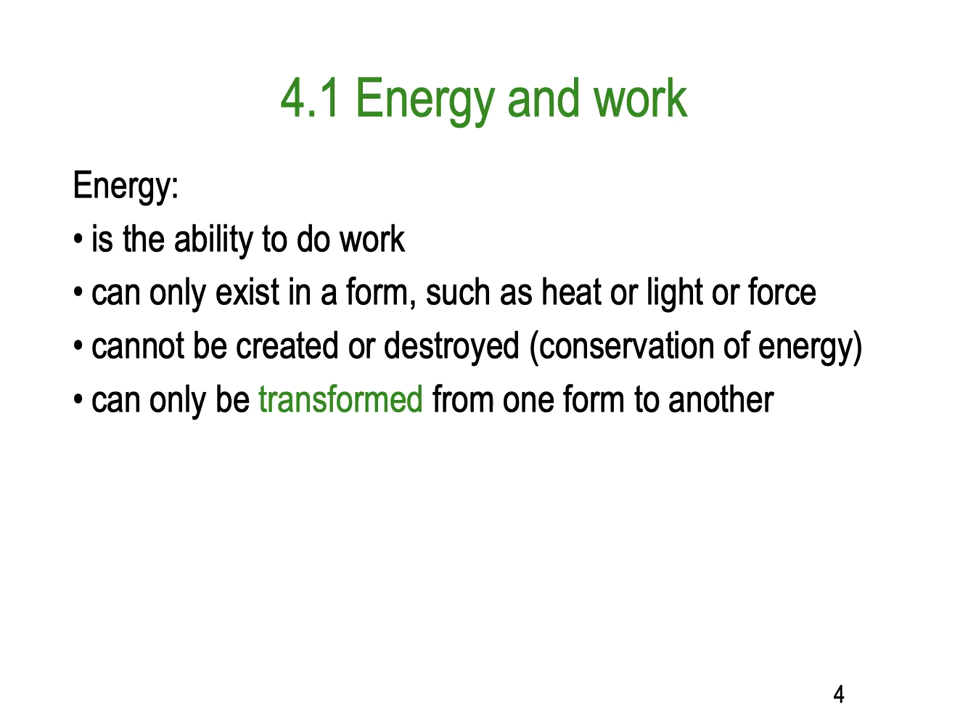 4.1 Energy and work
Energy:
• is the ability to do work
• can only exist in a form, such as heat or light or force
• cannot be created or destroyed (conservation of energy)
• can only be transformed from one form to another
4